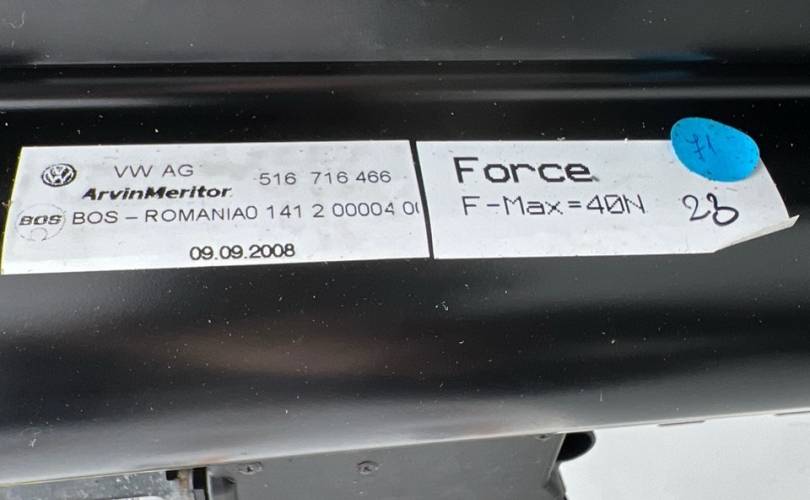 VW AG 516 716 466
ArvinMeritor
BOS BOS – ROMANIA0 141 2 00004 0
09.09.2008
Force
F-Max=40N 23
71